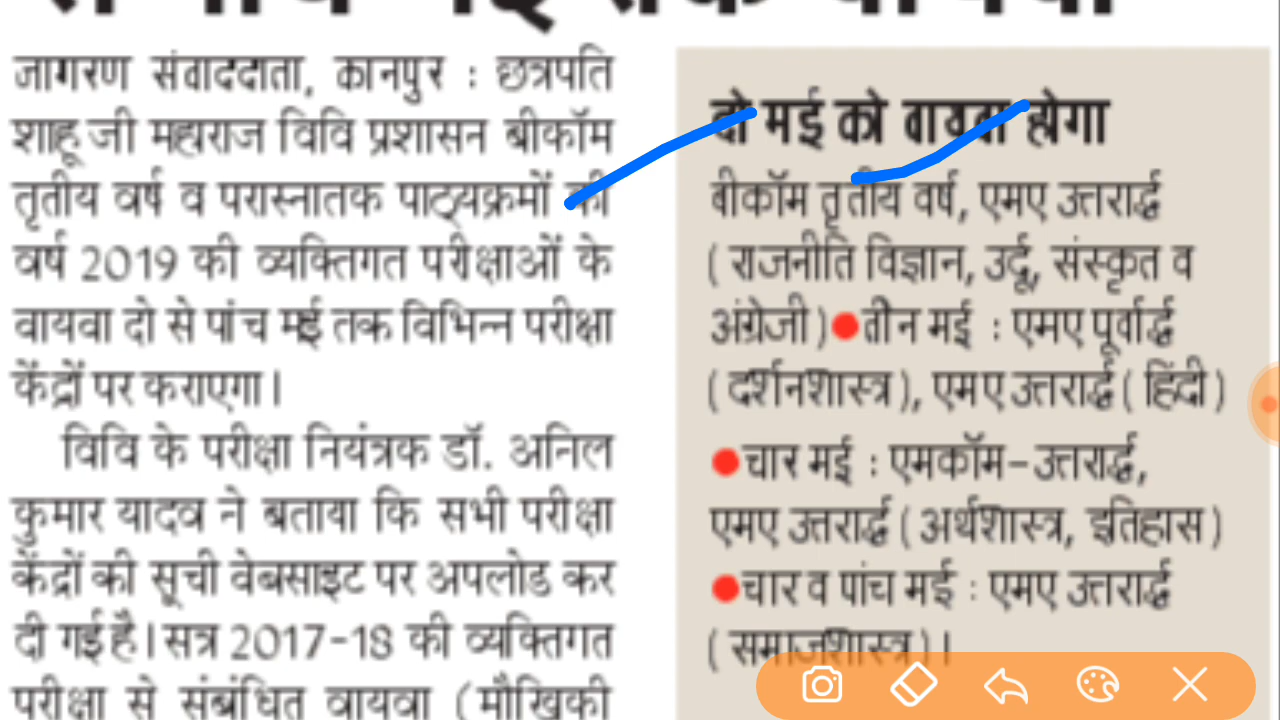 जागरण संवाददाता, कानपुर : छत्रपति
शाहू जी महाराज विवि प्रशासन बीकॉम
तृतीय वर्ष व परास्नातक पाठ्यक्रमों की
वर्ष 2019 की व्यक्तिगत परीक्षाओं के
वायवा दो से पांच मई तक विभिन्न परीक्षा
केंद्रों पर कराएगा।
विवि के परीक्षा नियंत्रक डॉ. अनिल
कुमार यादव ने बताया कि सभी परीक्षा
केंद्रों की सूची वेबसाइट पर अपलोड कर
दी गई है। सत्र 2017-18 की व्यक्तिगत
परीक्षा से संबंधित वायवा (मौखिकी
दो मई को वायवा होगा
बीकॉम तृतीय वर्ष, एमए उत्तरार्द्ध
( राजनीति विज्ञान, उर्दू, संस्कृत व
अंग्रेजी ) ●तीन मई : एमए पूर्वार्द्ध
( दर्शनशास्त्र ), एमए उत्तरार्द्ध ( हिंदी )
●चार मई : एमकॉम-उत्तरार्द्ध,
एमए उत्तरार्द्ध ( अर्थशास्त्र, इतिहास )
●चार व पांच मई : एमए उत्तरार्द्ध
( समाजशास्त्र )।